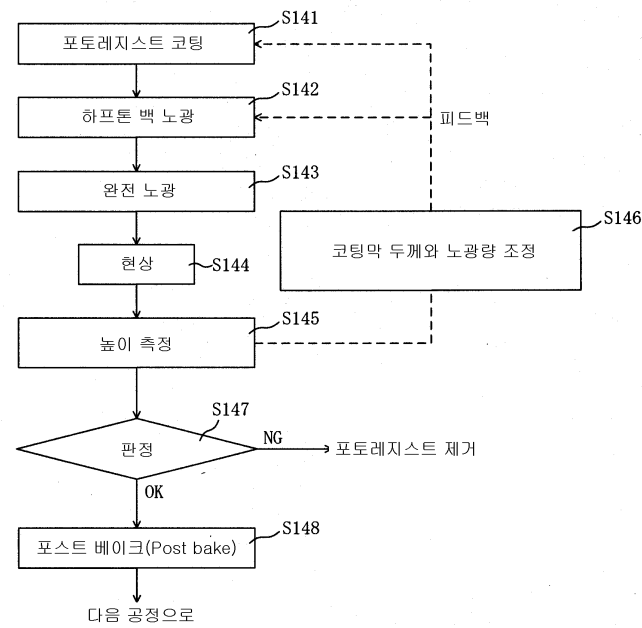 S141
포토레지스트 코팅
S142
하프톤 백 노광
피드백
S143
완전 노광
S146
코팅막 두께와 노광량 조정
현상
S144
S145
높이 측정
S147
판정
NG
포토레지스트 제거
OK
S148
포스트 베이크(Post bake)
다음 공정으로